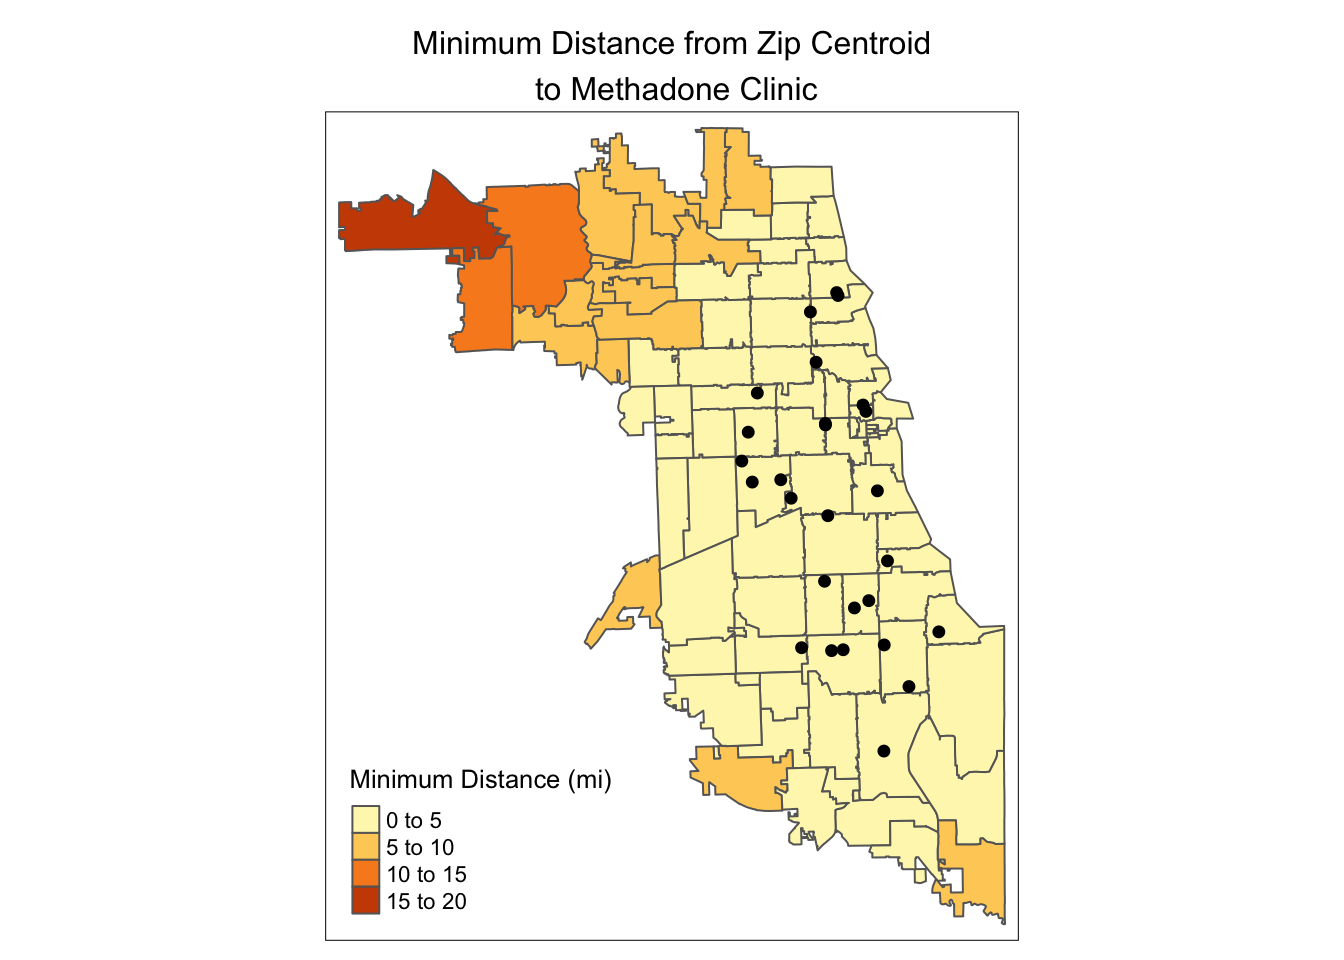 Minimum Distance from Zip Centroid
to Methadone Clinic
Minimum Distance (mi)
0 to 5
5 to 10
10 to 15
15 to 20